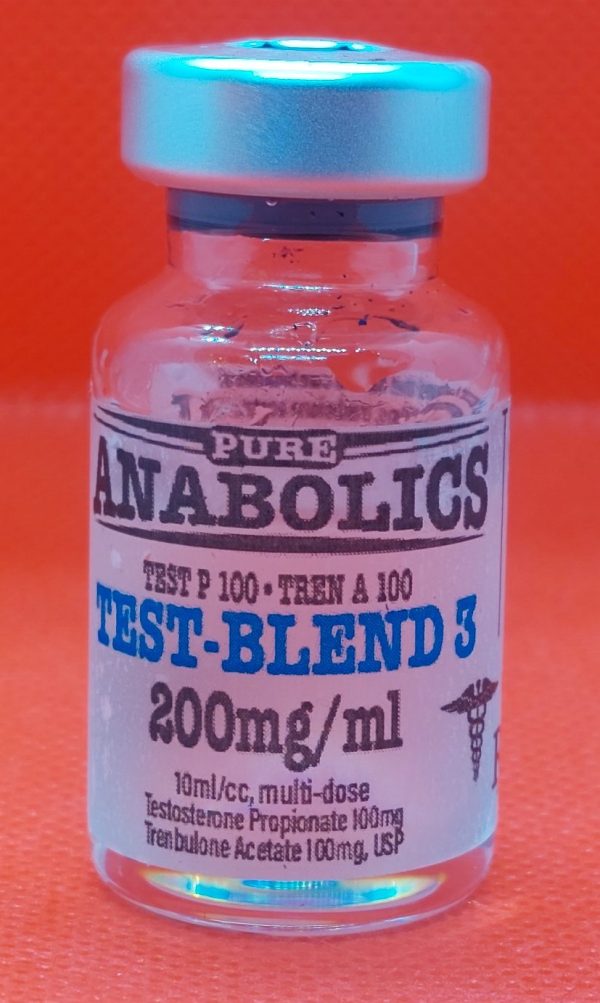 PURE
ANABOLICS
TEST P 100 • TREN A 100
TEST-BLEND 3
200mg/ml
10ml/cc, multi-dose
Testosterone Propionate 100mg
Trenbulone Acetate 100mg, USP